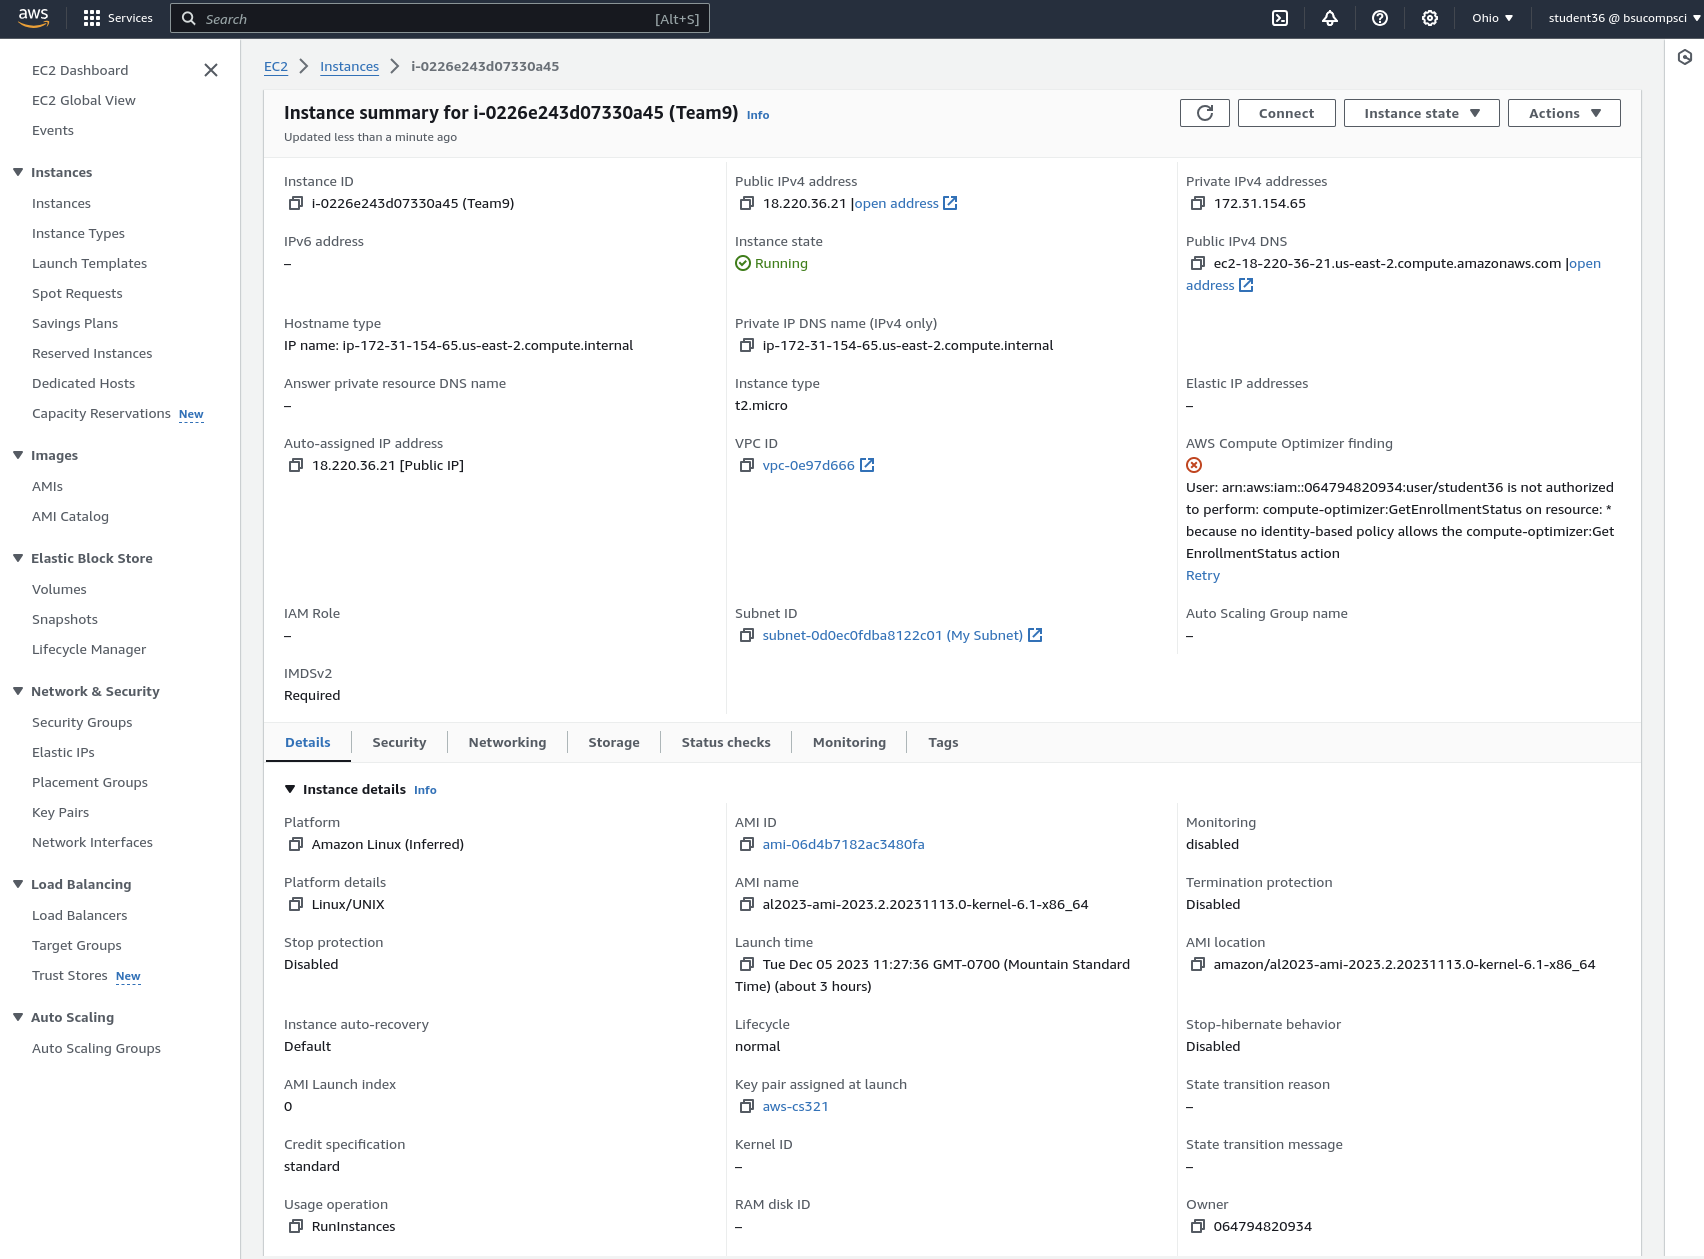 aws
Services
Search
[Alt+S]
Ohio
student36 @ bsucompsci
EC2 Dashboard
EC2 Global View
Events
Instances
Instances
Instance Types
Launch Templates
Spot Requests
Savings Plans
Reserved Instances
Dedicated Hosts
Capacity Reservations New
Images
AMIs
AMI Catalog
Elastic Block Store
Volumes
Snapshots
Lifecycle Manager
Network & Security
Security Groups
Elastic IPs
Placement Groups
Key Pairs
Network Interfaces
Load Balancing
Load Balancers
Target Groups
Trust Stores New
Auto Scaling
Auto Scaling Groups
EC2 Instances i-0226e243d07330a45
Instance summary for i-0226e243d07330a45 (Team9) Info
Updated less than a minute ago
Connect
Instance state
Actions
Instance ID
i-0226e243d07330a45 (Team9)
Public IPv4 address
18.220.36.21 |open address
Private IPv4 addresses
172.31.154.65
IPv6 address
–
Instance state
Running
Public IPv4 DNS
ec2-18-220-36-21.us-east-2.compute.amazonaws.com |open
address
Hostname type
IP name: ip-172-31-154-65.us-east-2.compute.internal
Private IP DNS name (IPv4 only)
ip-172-31-154-65.us-east-2.compute.internal
Answer private resource DNS name
–
Instance type
t2.micro
Elastic IP addresses
–
Auto-assigned IP address
18.220.36.21 [Public IP]
VPC ID
vpc-0e97d666
AWS Compute Optimizer finding
User: arn:aws:iam::064794820934:user/student36 is not authorized
to perform: compute-optimizer:GetEnrollmentStatus on resource: *
because no identity-based policy allows the compute-optimizer:Get
EnrollmentStatus action
Retry
IAM Role
–
Subnet ID
subnet-0d0ec0fdba8122c01 (My Subnet)
Auto Scaling Group name
–
IMDSv2
Required
Details
Security
Networking
Storage
Status checks
Monitoring
Tags
Instance details Info
Platform
Amazon Linux (Inferred)
AMI ID
ami-06d4b7182ac3480fa
Monitoring
disabled
Platform details
Linux/UNIX
AMI name
al2023-ami-2023.2.20231113.0-kernel-6.1-x86_64
Termination protection
Disabled
Stop protection
Disabled
Launch time
Tue Dec 05 2023 11:27:36 GMT-0700 (Mountain Standard
Time) (about 3 hours)
AMI location
amazon/al2023-ami-2023.2.20231113.0-kernel-6.1-x86_64
Instance auto-recovery
Default
Lifecycle
normal
Stop-hibernate behavior
Disabled
AMI Launch index
0
Key pair assigned at launch
aws-cs321
State transition reason
–
Credit specification
standard
Kernel ID
–
State transition message
–
Usage operation
RunInstances
RAM disk ID
–
Owner
064794820934